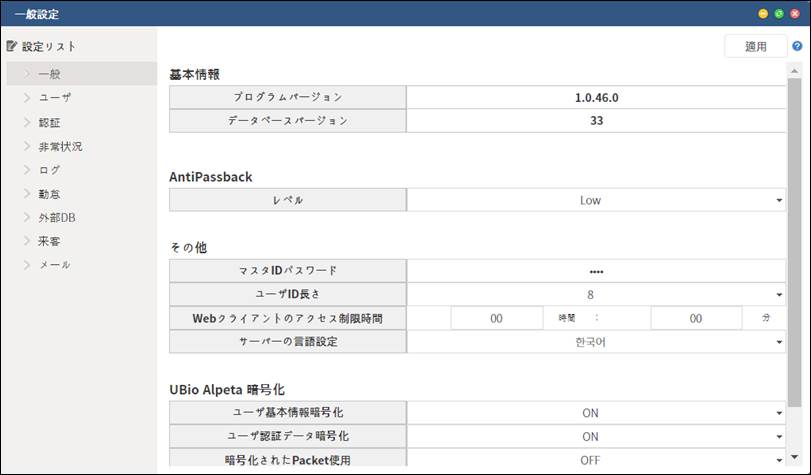 一般設定
設定リスト
適用
一般
ユーザ
認証
非常状況
ログ
勤怠
外部DB
来客
メール
基本情報
プログラムバージョン 1.0.46.0
データベースバージョン 33
AntiPassback
レベル Low
その他
マスタIDパスワード ••••
ユーザID長さ 8
Webクライアントのアクセス制限時間 00 時間 : 00 分
サーバーの言語設定 한국어
UBio Alpeta 暗号化
ユーザ基本情報暗号化 ON
ユーザ認証データ暗号化 ON
暗号化されたPacket使用 OFF